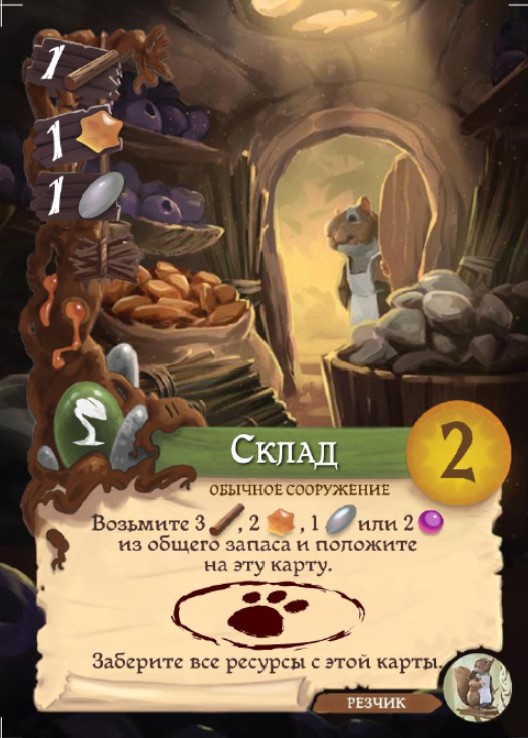 1
1
1
Склад
2
ОБЫЧНОЕ СООРУЖЕНИЕ
Возьмите 3 , 2 , 1 или 2
из общего запаса и положите
на эту карту.
Заберите все ресурсы с этой карты.
РЕЗЧИК